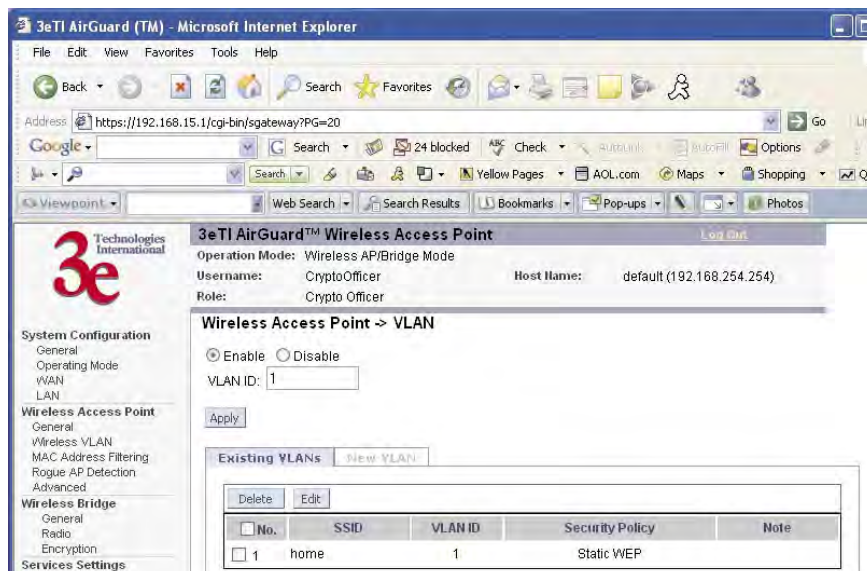 3eTI AirGuard (TM) - Microsoft Internet Explorer
File Edit View Favorites Tools Help
Back Search Favorites
Address https://192.168.15.1/cgi-bin/sgateway?PG=20 Go
Google Search 24 blocked ABC Check AutoLink AutoFill Options
Search Yellow Pages AOL.com Maps Shopping
Viewpoint Web Search Search Results Bookmarks Pop-ups Photos
3e Technologies International
3eTI AirGuard™ Wireless Access Point Log Out
Operation Mode: Wireless AP/Bridge Mode
Username: CryptoOfficer Host Name: default (192.168.254.254)
Role: Crypto Officer
System Configuration
General
Operating Mode
WAN
LAN
Wireless Access Point
General
Wireless VLAN
MAC Address Filtering
Rogue AP Detection
Advanced
Wireless Bridge
General
Radio
Encryption
Services Settings
Wireless Access Point -> VLAN
Enable Disable
VLAN ID: 1
Apply
Existing VLANs New VLAN
Delete Edit
No. SSID VLAN ID Security Policy Note
1 home 1 Static WEP